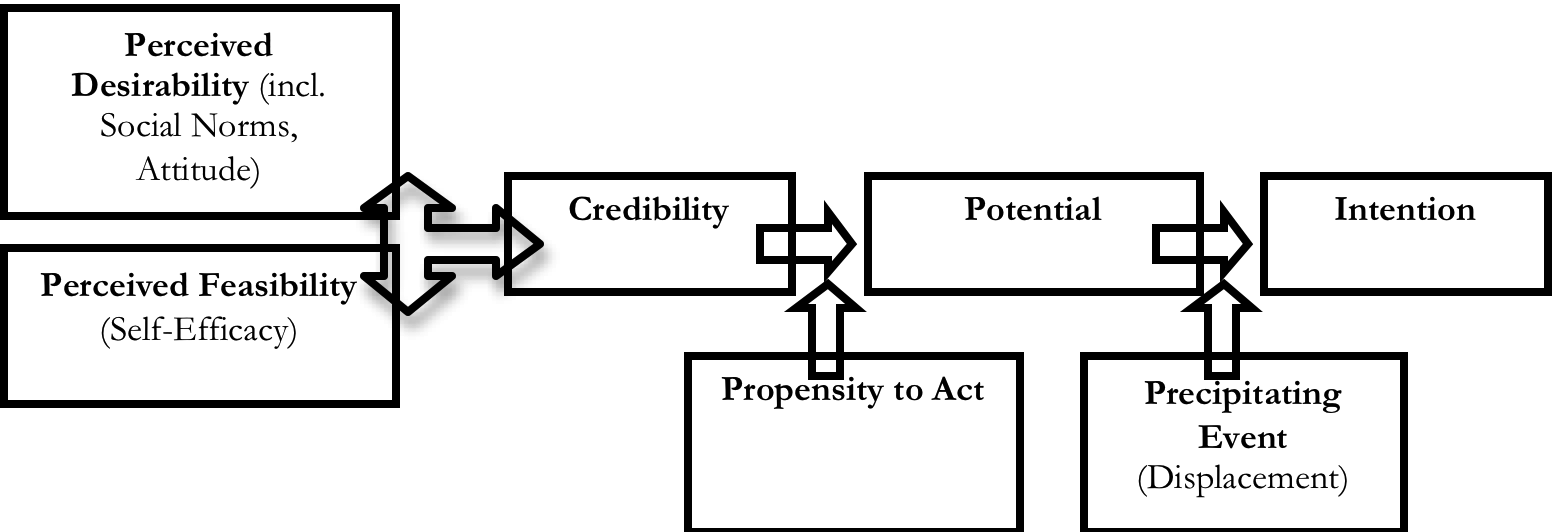 Perceived
Desirability (incl.
Social Norms,
Attitude)
Perceived Feasibility
(Self-Efficacy)
Credibility
Potential
Intention
Propensity to Act
Precipitating
Event
(Displacement)